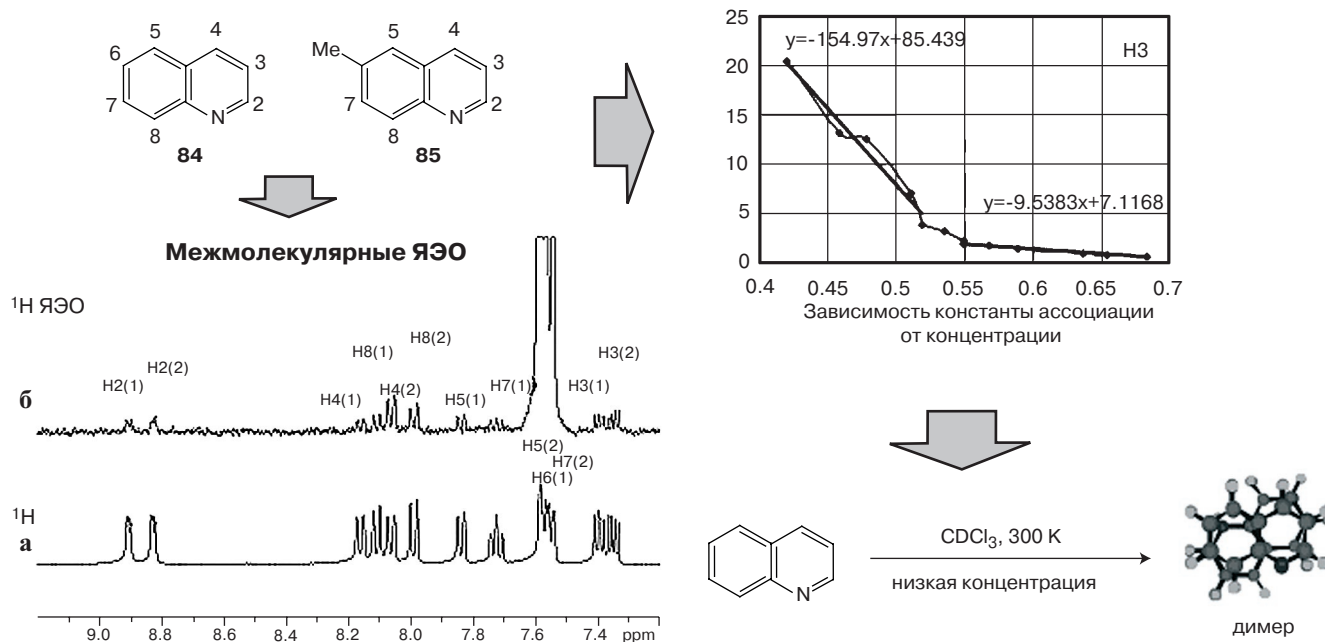 5
4
6
3
7
2
8
N
84
Me
5
4
3
7
2
8
N
85
Межмолекулярные ЯЭО
¹H ЯЭО
б
H2(1)
H2(2)
H4(1)
H8(1)
H4(2)
H8(2)
H5(1)
H7(1)
H3(1)
H3(2)
H5(2)
H7(2)
H6(1)
¹H
а
9.0 8.8 8.6 8.4 8.2 8.0 7.8 7.6 7.4 ppm
25
20
15
10
5
0
y=-154.97x+85.439
H3
y=-9.5383x+7.1168
0.4 0.45 0.5 0.55 0.6 0.65 0.7
Зависимость константы ассоциации
от концентрации
N
CDCl₃, 300 K
низкая концентрация
димер